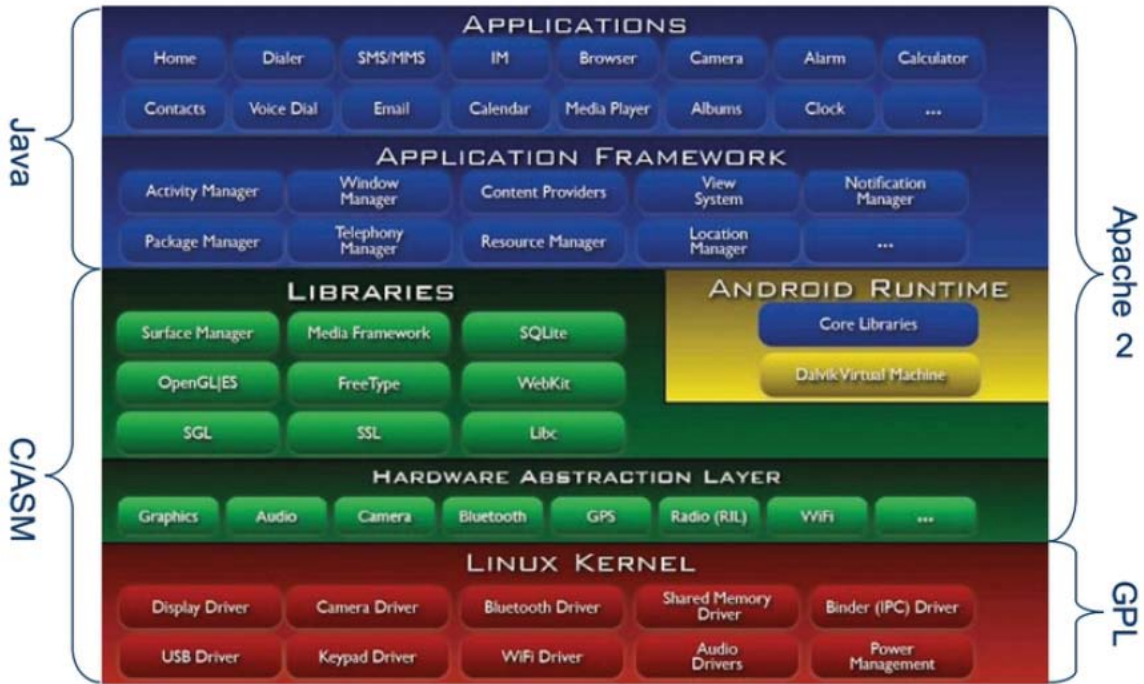 APPLICATIONS
Home Dialer SMS/MMS IM Browser Camera Alarm Calculator
Contacts Voice Dial Email Calendar Media Player Albums Clock ...
APPLICATION FRAMEWORK
Activity Manager Window Manager Content Providers View System Notification Manager
Package Manager Telephony Manager Resource Manager Location Manager ...
LIBRARIES
Surface Manager Media Framework SQLite
OpenGL|ES FreeType WebKit
SGL SSL Libc
ANDROID RUNTIME
Core Libraries
Dalvik Virtual Machine
HARDWARE ABSTRACTION LAYER
Graphics Audio Camera Bluetooth GPS Radio (RIL) WiFi ...
LINUX KERNEL
Display Driver Camera Driver Bluetooth Driver Shared Memory Driver Binder (IPC) Driver
USB Driver Keypad Driver WiFi Driver Audio Drivers Power Management
Java
C/ASM
Apache 2
GPL